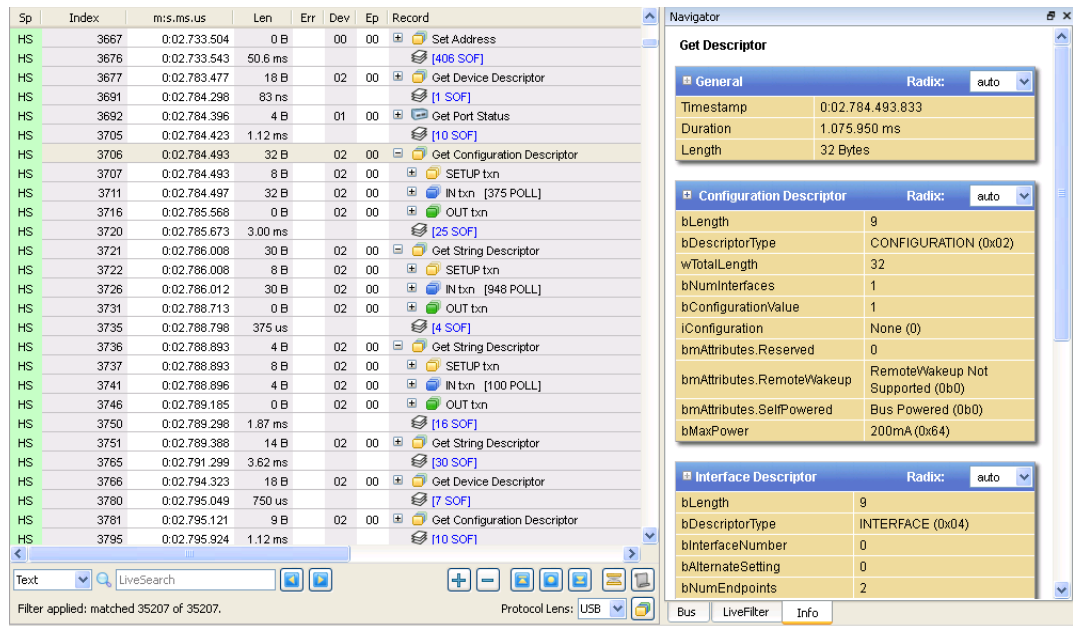 Sp Index m:s.ms.us Len Err Dev Ep Record
HS 3667 0:02.733.504 0 B 00 00 Set Address
HS 3676 0:02.733.543 50.6 ms [406 SOF]
HS 3677 0:02.783.477 18 B 02 00 Get Device Descriptor
HS 3691 0:02.784.298 83 ns [1 SOF]
HS 3692 0:02.784.396 4 B 01 00 Get Port Status
HS 3705 0:02.784.423 1.12 ms [10 SOF]
HS 3706 0:02.784.493 32 B 02 00 Get Configuration Descriptor
HS 3707 0:02.784.493 8 B 02 00 SETUP txn
HS 3711 0:02.784.497 32 B 02 00 IN txn [375 POLL]
HS 3716 0:02.785.568 0 B 02 00 OUT txn
HS 3720 0:02.785.673 3.00 ms [25 SOF]
HS 3721 0:02.786.008 30 B 02 00 Get String Descriptor
HS 3722 0:02.786.008 8 B 02 00 SETUP txn
HS 3726 0:02.786.012 30 B 02 00 IN txn [948 POLL]
HS 3731 0:02.788.713 0 B 02 00 OUT txn
HS 3735 0:02.788.798 375 us [4 SOF]
HS 3736 0:02.788.893 4 B 02 00 Get String Descriptor
HS 3737 0:02.788.893 8 B 02 00 SETUP txn
HS 3741 0:02.788.896 4 B 02 00 IN txn [100 POLL]
HS 3746 0:02.789.185 0 B 02 00 OUT txn
HS 3750 0:02.789.298 1.87 ms [16 SOF]
HS 3751 0:02.789.388 14 B 02 00 Get String Descriptor
HS 3765 0:02.791.299 3.62 ms [30 SOF]
HS 3766 0:02.794.323 18 B 02 00 Get Device Descriptor
HS 3780 0:02.795.049 750 us [7 SOF]
HS 3781 0:02.795.121 9 B 02 00 Get Configuration Descriptor
HS 3795 0:02.795.924 1.12 ms [10 SOF]
Text LiveSearch
Filter applied: matched 35207 of 35207. Protocol Lens: USB
Navigator
Get Descriptor
General Radix: auto
Timestamp 0:02.784.493.833
Duration 1.075.950 ms
Length 32 Bytes
Configuration Descriptor Radix: auto
bLength 9
bDescriptorType CONFIGURATION (0x02)
wTotalLength 32
bNumInterfaces 1
bConfigurationValue 1
iConfiguration None (0)
bmAttributes.Reserved 0
bmAttributes.RemoteWakeup RemoteWakeup Not
Supported (0b0)
bmAttributes.SelfPowered Bus Powered (0b0)
bMaxPower 200mA (0x64)
Interface Descriptor Radix: auto
bLength 9
bDescriptorType INTERFACE (0x04)
bInterfaceNumber 0
bAlternateSetting 0
bNumEndpoints 2
Bus LiveFilter Info